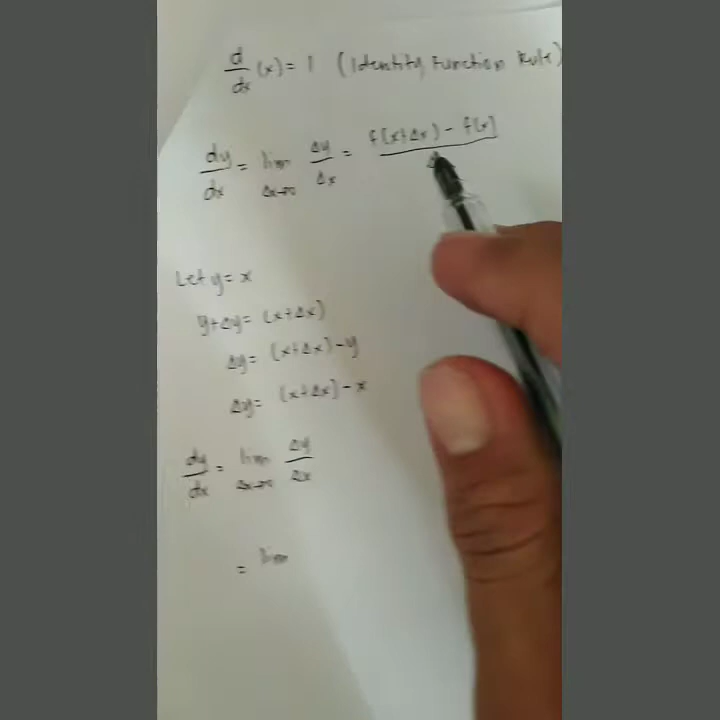 d/dx (x) = 1 (Identity Function Rule)
dy/dx = lim Δx→0 Δy/Δx = f(x+Δx) - f(x) / Δ
Let y = x
y+Δy = (x+Δx)
Δy = (x+Δx) - y
Δy = (x+Δx) - x
dy/dx = lim Δx→0 Δy/Δx
= lim